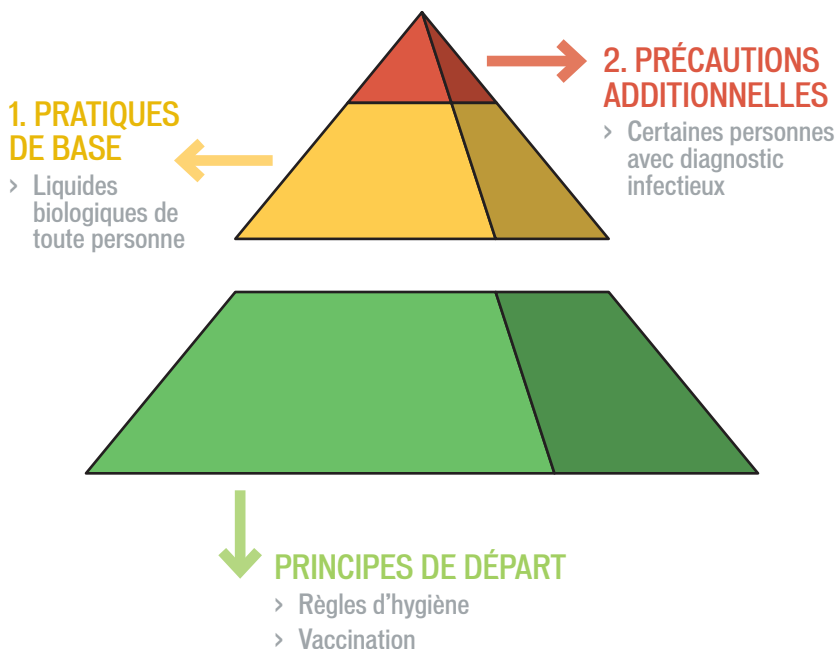 1. PRATIQUES
DE BASE
> Liquides
biologiques de
toute personne
2. PRÉCAUTIONS
ADDITIONNELLES
> Certaines personnes
avec diagnostic
infectieux
PRINCIPES DE DÉPART
> Règles d’hygiène
> Vaccination